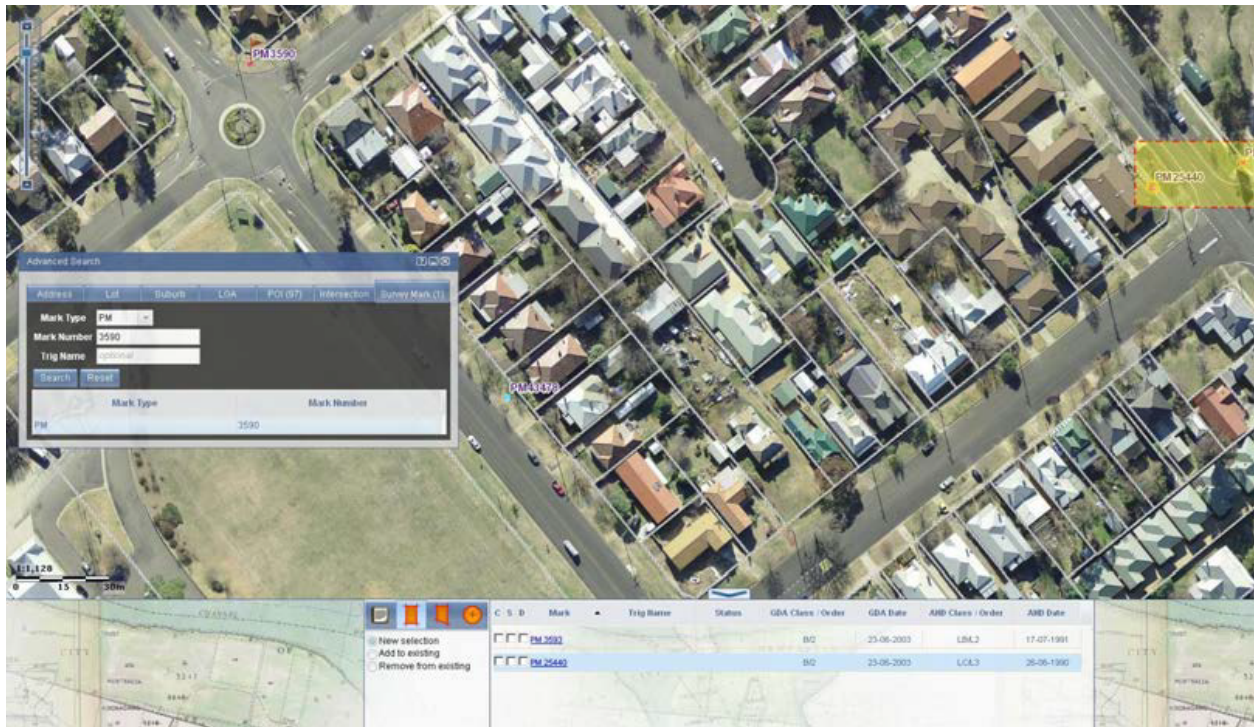 PM3590
PM25440
Advanced Search
Address Lot Suburb LGA POI (97) Intersection Survey Mark (1)
Mark Type PM
Mark Number 3590
Trig Name optional
Search Reset
Mark Type Mark Number
PM 3590
PM43478
1:1,128
0 15 30m
New selection
Add to existing
Remove from existing
C S D Mark Trig Name Status GDA Class / Order GDA Date AHD Class / Order AHD Date
PM 3593 B/2 23-06-2003 LB/L2 17-07-1991
PM 25440 B/2 23-06-2003 LC/L3 26-06-1990
CITY
OF
CITY